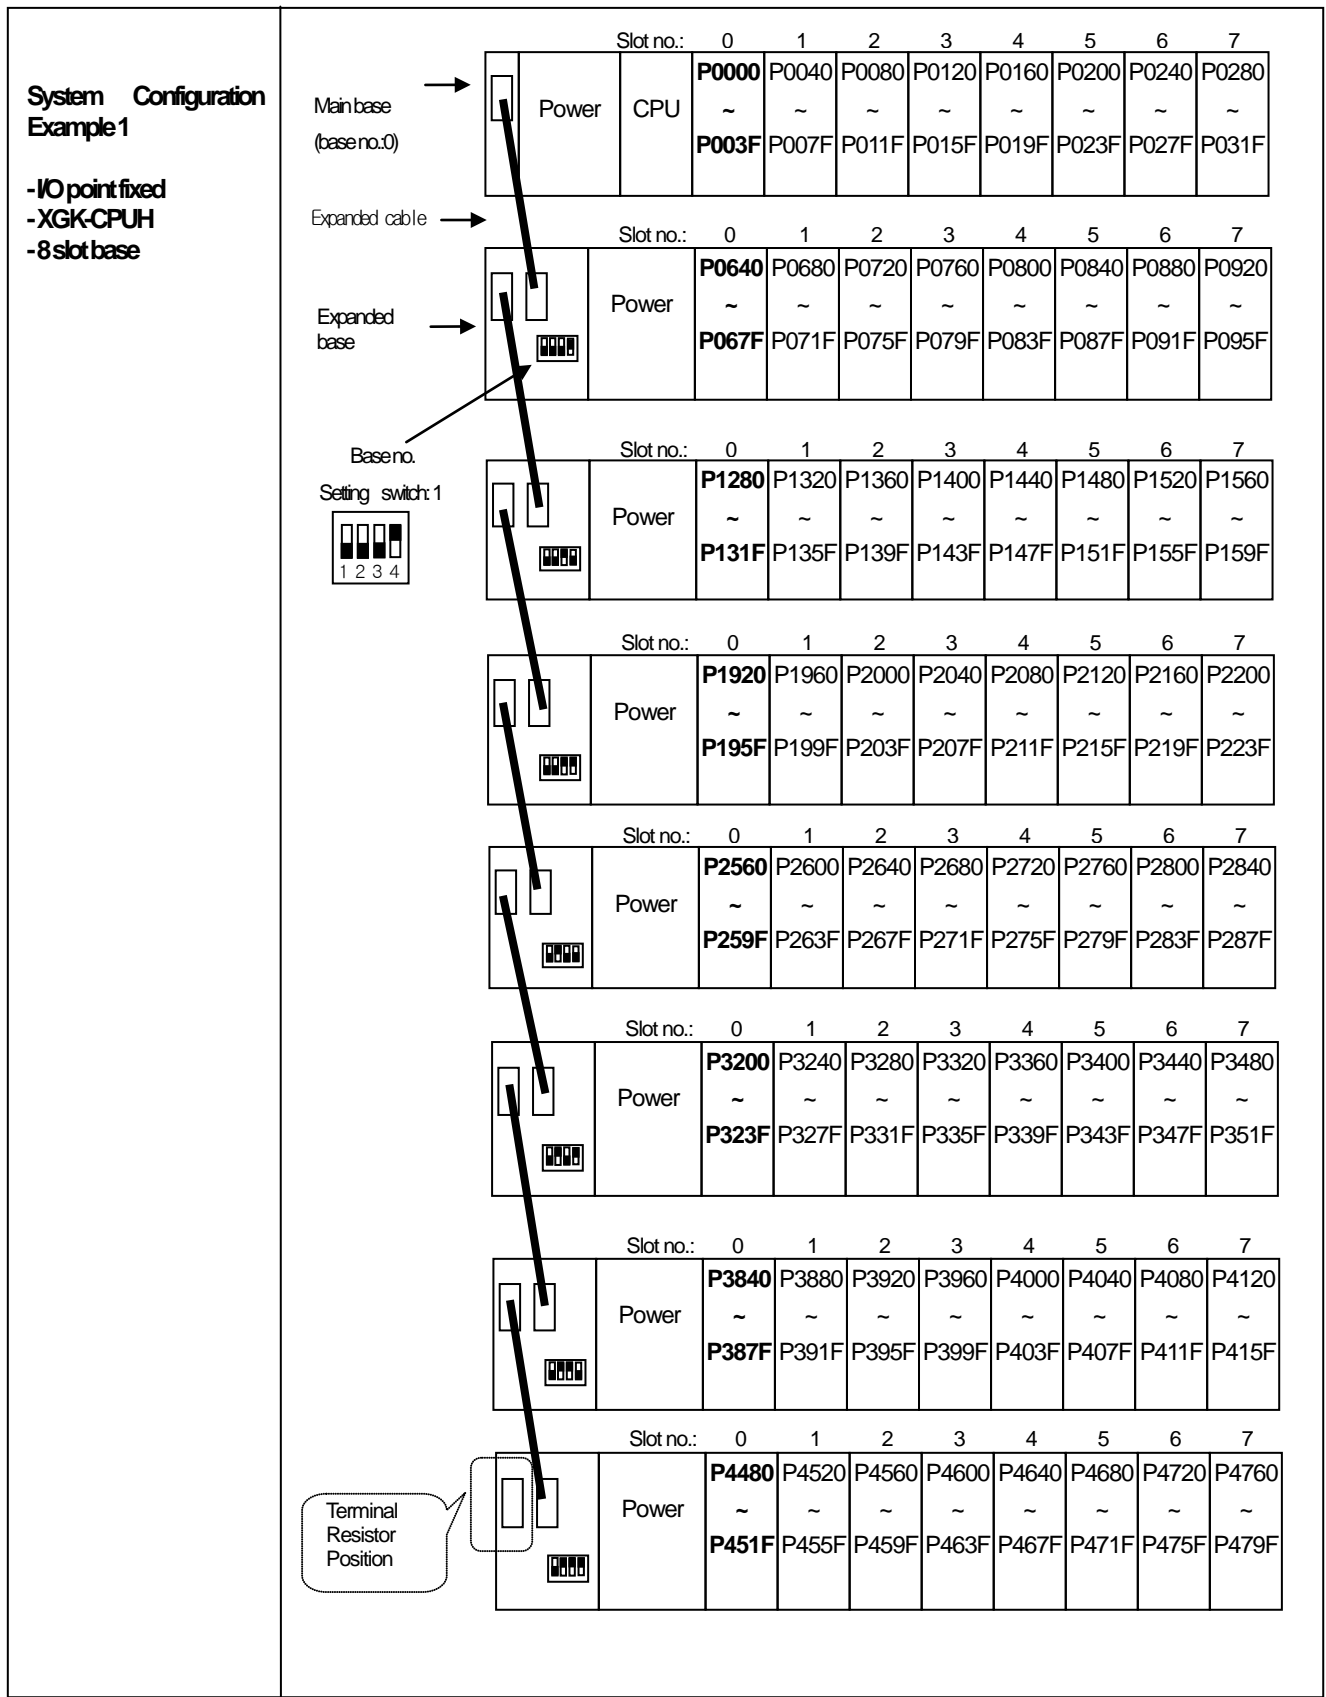 System Configuration
Example 1
- I/O point fixed
- XGK-CPUH
- 8 slot base
Slot no.: 0 1 2 3 4 5 6 7
Main base
(base no.:0)
Power CPU
P0000 P0040 P0080 P0120 P0160 P0200 P0240 P0280
~ ~ ~ ~ ~ ~ ~ ~
P003F P007F P011F P015F P019F P023F P027F P031F
Expanded cable
Slot no.: 0 1 2 3 4 5 6 7
Expanded
base
Power
P0640 P0680 P0720 P0760 P0800 P0840 P0880 P0920
~ ~ ~ ~ ~ ~ ~ ~
P067F P071F P075F P079F P083F P087F P091F P095F
Base no.
Setting switch: 1
1 2 3 4
Slot no.: 0 1 2 3 4 5 6 7
Power
P1280 P1320 P1360 P1400 P1440 P1480 P1520 P1560
~ ~ ~ ~ ~ ~ ~ ~
P131F P135F P139F P143F P147F P151F P155F P159F
Slot no.: 0 1 2 3 4 5 6 7
Power
P1920 P1960 P2000 P2040 P2080 P2120 P2160 P2200
~ ~ ~ ~ ~ ~ ~ ~
P195F P199F P203F P207F P211F P215F P219F P223F
Slot no.: 0 1 2 3 4 5 6 7
Power
P2560 P2600 P2640 P2680 P2720 P2760 P2800 P2840
~ ~ ~ ~ ~ ~ ~ ~
P259F P263F P267F P271F P275F P279F P283F P287F
Slot no.: 0 1 2 3 4 5 6 7
Power
P3200 P3240 P3280 P3320 P3360 P3400 P3440 P3480
~ ~ ~ ~ ~ ~ ~ ~
P323F P327F P331F P335F P339F P343F P347F P351F
Slot no.: 0 1 2 3 4 5 6 7
Power
P3840 P3880 P3920 P3960 P4000 P4040 P4080 P4120
~ ~ ~ ~ ~ ~ ~ ~
P387F P391F P395F P399F P403F P407F P411F P415F
Slot no.: 0 1 2 3 4 5 6 7
Power
P4480 P4520 P4560 P4600 P4640 P4680 P4720 P4760
~ ~ ~ ~ ~ ~ ~ ~
P451F P455F P459F P463F P467F P471F P475F P479F
Terminal
Resistor
Position